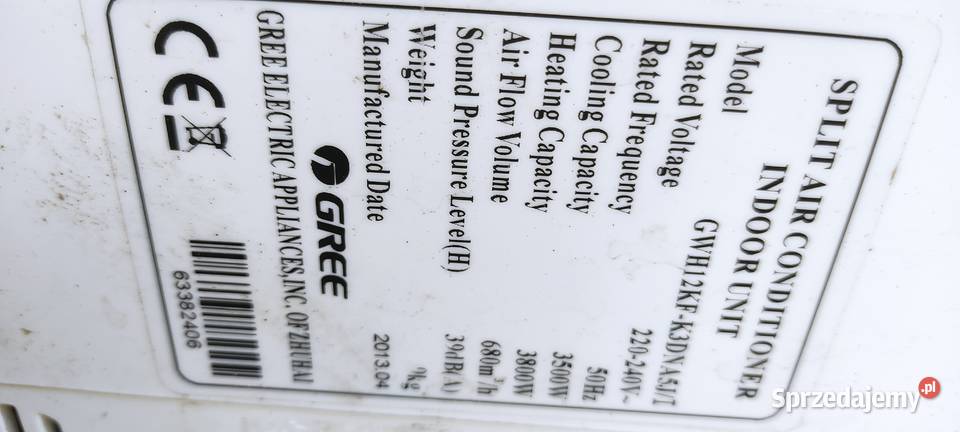 SPLIT AIR CONDITIONER
INDOOR UNIT
Model GWH12KF-K3DNA5I/T
Rated Voltage 220-240V~
Rated Frequency 50Hz
Cooling Capacity 3500W
Heating Capacity 3800W
Air Flow Volume 680m³/h
Sound Pressure Level(H) 39dB(A)
Weight 9kg
Manufactured Date 2013.04
GREE
GREE ELECTRIC APPLIANCES,INC. OF ZHUHAI
CE
63382406
Sprzedajemy.pl